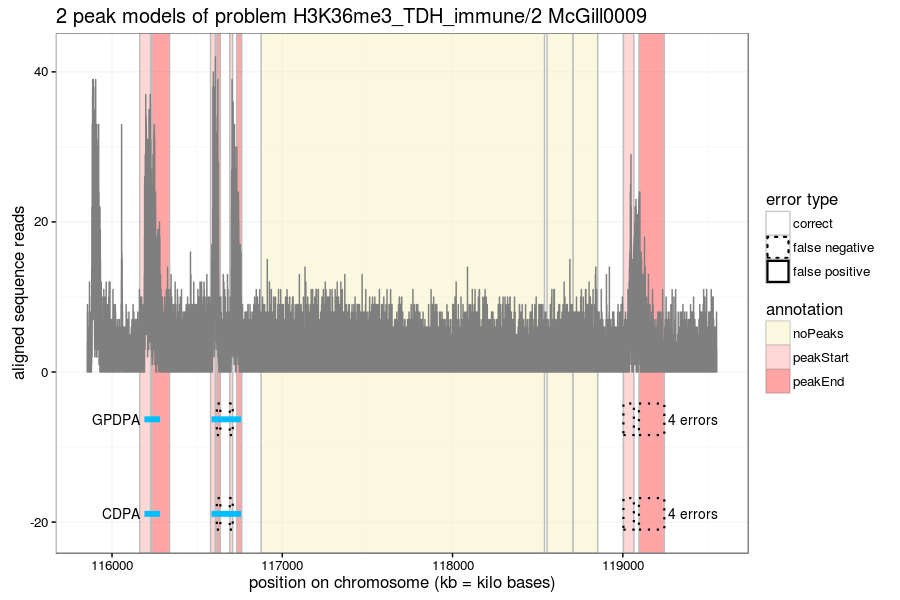 2 peak models of problem H3K36me3_TDH_immune/2 McGill0009
aligned sequence reads
40
20
0
-20
GPDPA
4 errors
CDPA
4 errors
116000
117000
118000
119000
position on chromosome (kb = kilo bases)
error type
correct
false negative
false positive
annotation
noPeaks
peakStart
peakEnd